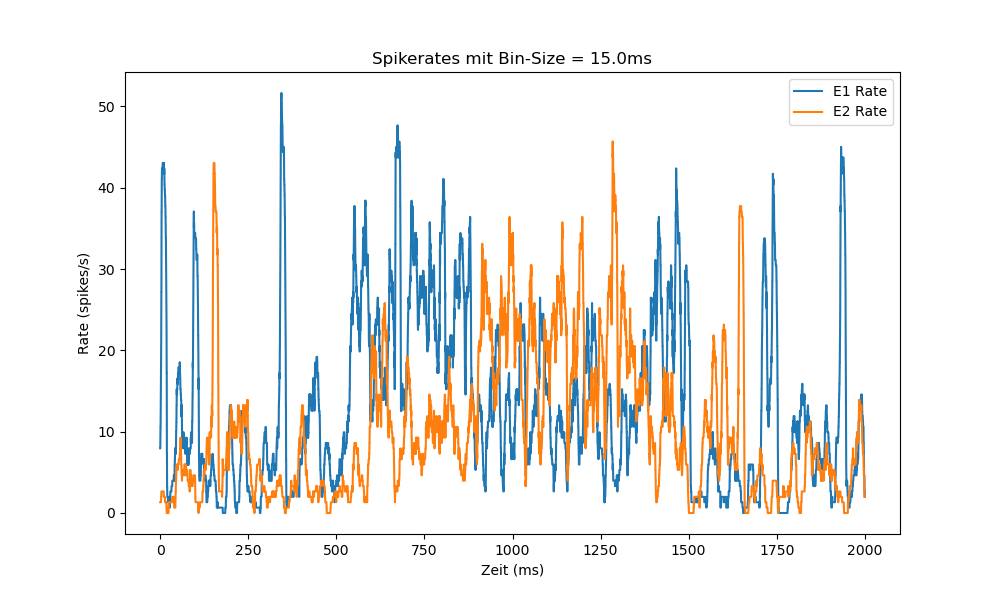 Spikerates mit Bin-Size = 15.0ms
E1 Rate
E2 Rate
50
40
30
20
10
0
Rate (spikes/s)
0 250 500 750 1000 1250 1500 1750 2000
Zeit (ms)